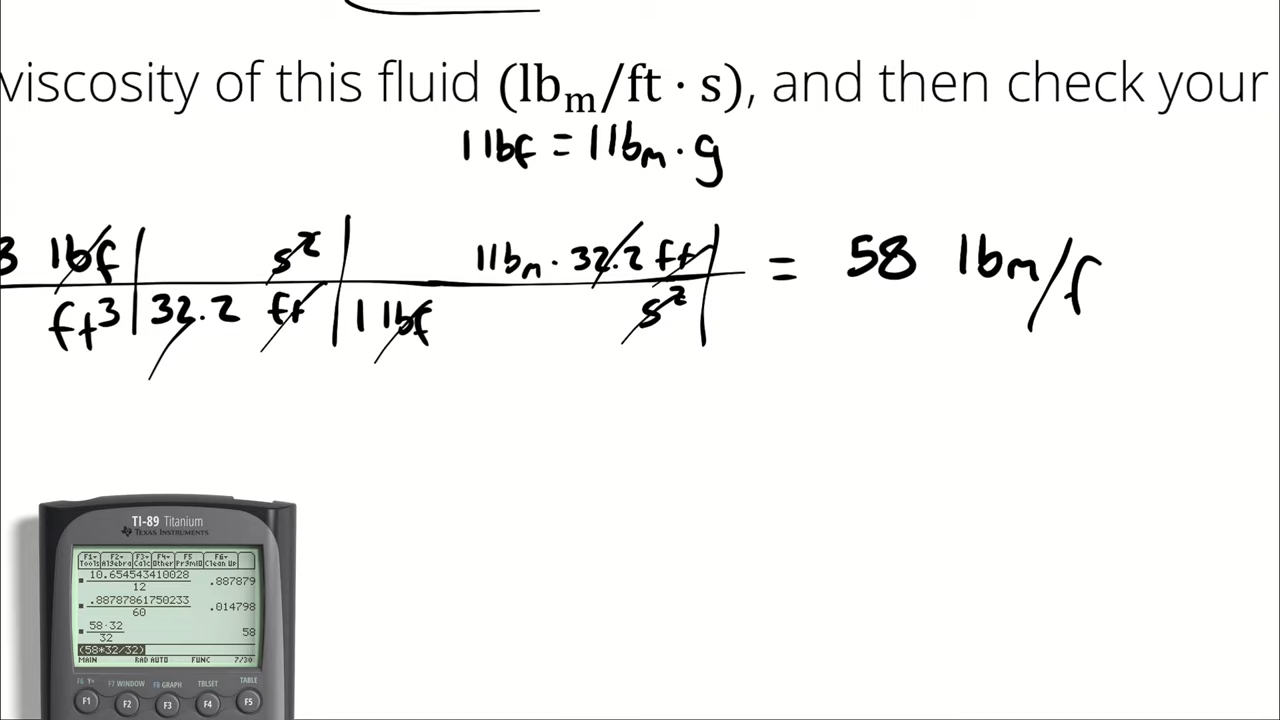 viscosity of this fluid (lbm/ft · s), and then check your
1 lbf = 1 lbm · g
lbf s² 1 lbm · 32.2 ft = 58 lbm/f
ft³ 32.2 ft 1 lbf s²
TI-89 Titanium
TEXAS INSTRUMENTS
F1 F2 F3 F4 F5 F6
Tools Algebra Calc Other PrgmIO Clean Up
10.654543410028
12
.887879
.88787861750233
60
.014798
58·32
32
58
(58*32/32)
MAIN RAD AUTO FUNC 7/30
F6 Y= F7 WINDOW F8 GRAPH TBLSET TABLE
F1 F2 F3 F4 F5